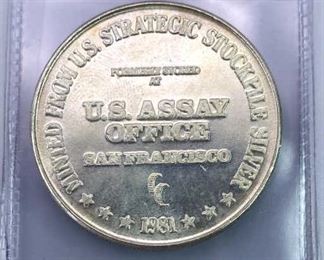 MINTED FROM U.S. STRATEGIC STOCKPILE SILVER
FORMERLY STORED
AT
U.S. ASSAY
OFFICE
SAN FRANCISCO
1981